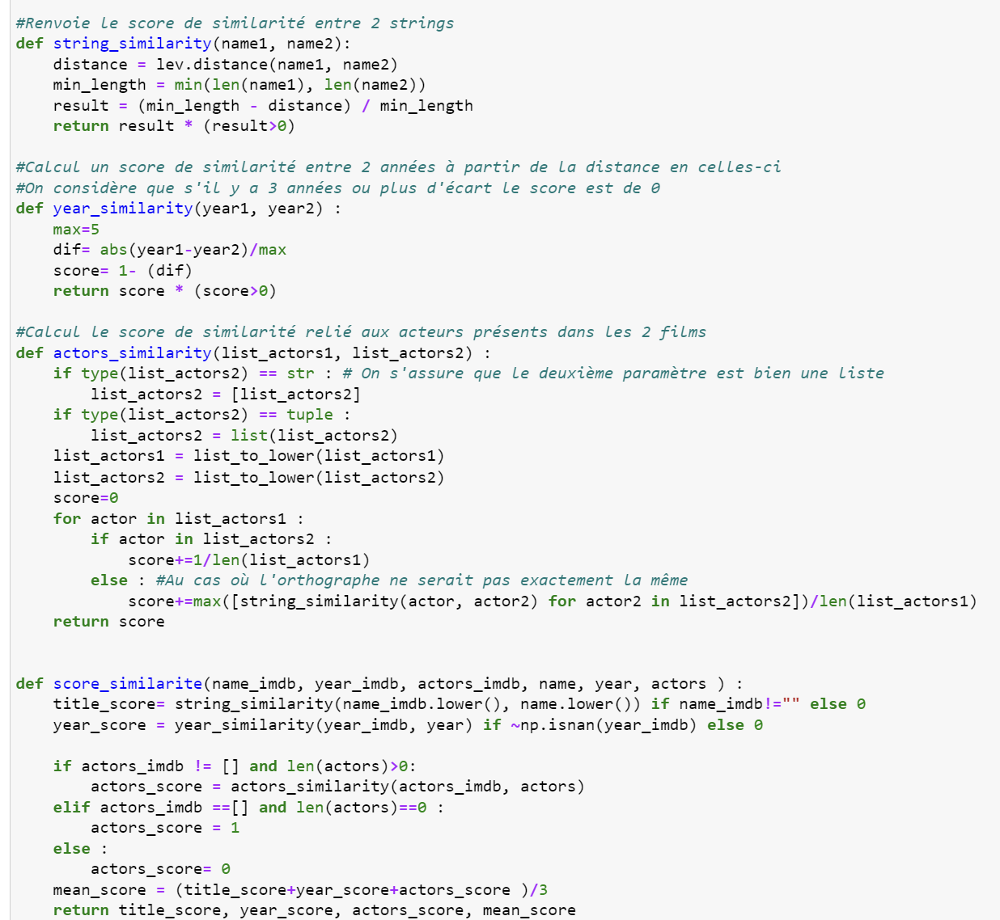 #Renvoie le score de similarité entre 2 strings
def string_similarity(name1, name2):
    distance = lev.distance(name1, name2)
    min_length = min(len(name1), len(name2))
    result = (min_length - distance) / min_length
    return result * (result>0)

#Calcul un score de similarité entre 2 années à partir de la distance en celles-ci
#On considère que s'il y a 3 années ou plus d'écart le score est de 0
def year_similarity(year1, year2) :
    max=5
    dif= abs(year1-year2)/max
    score= 1- (dif)
    return score * (score>0)

#Calcul le score de similarité relié aux acteurs présents dans les 2 films
def actors_similarity(list_actors1, list_actors2) :
    if type(list_actors2) == str : # On s'assure que le deuxième paramètre est bien une liste
        list_actors2 = [list_actors2]
    if type(list_actors2) == tuple :
        list_actors2 = list(list_actors2)
    list_actors1 = list_to_lower(list_actors1)
    list_actors2 = list_to_lower(list_actors2)
    score=0
    for actor in list_actors1 :
        if actor in list_actors2 :
            score+=1/len(list_actors1)
        else : #Au cas où l'orthographe ne serait pas exactement la même
            score+=max([string_similarity(actor, actor2) for actor2 in list_actors2])/len(list_actors1)
    return score


def score_similarite(name_imdb, year_imdb, actors_imdb, name, year, actors ) :
    title_score= string_similarity(name_imdb.lower(), name.lower()) if name_imdb!="" else 0
    year_score = year_similarity(year_imdb, year) if ~np.isnan(year_imdb) else 0

    if actors_imdb != [] and len(actors)>0:
        actors_score = actors_similarity(actors_imdb, actors)
    elif actors_imdb ==[] and len(actors)==0 :
        actors_score = 1
    else :
        actors_score= 0
    mean_score = (title_score+year_score+actors_score )/3
    return title_score, year_score, actors_score, mean_score